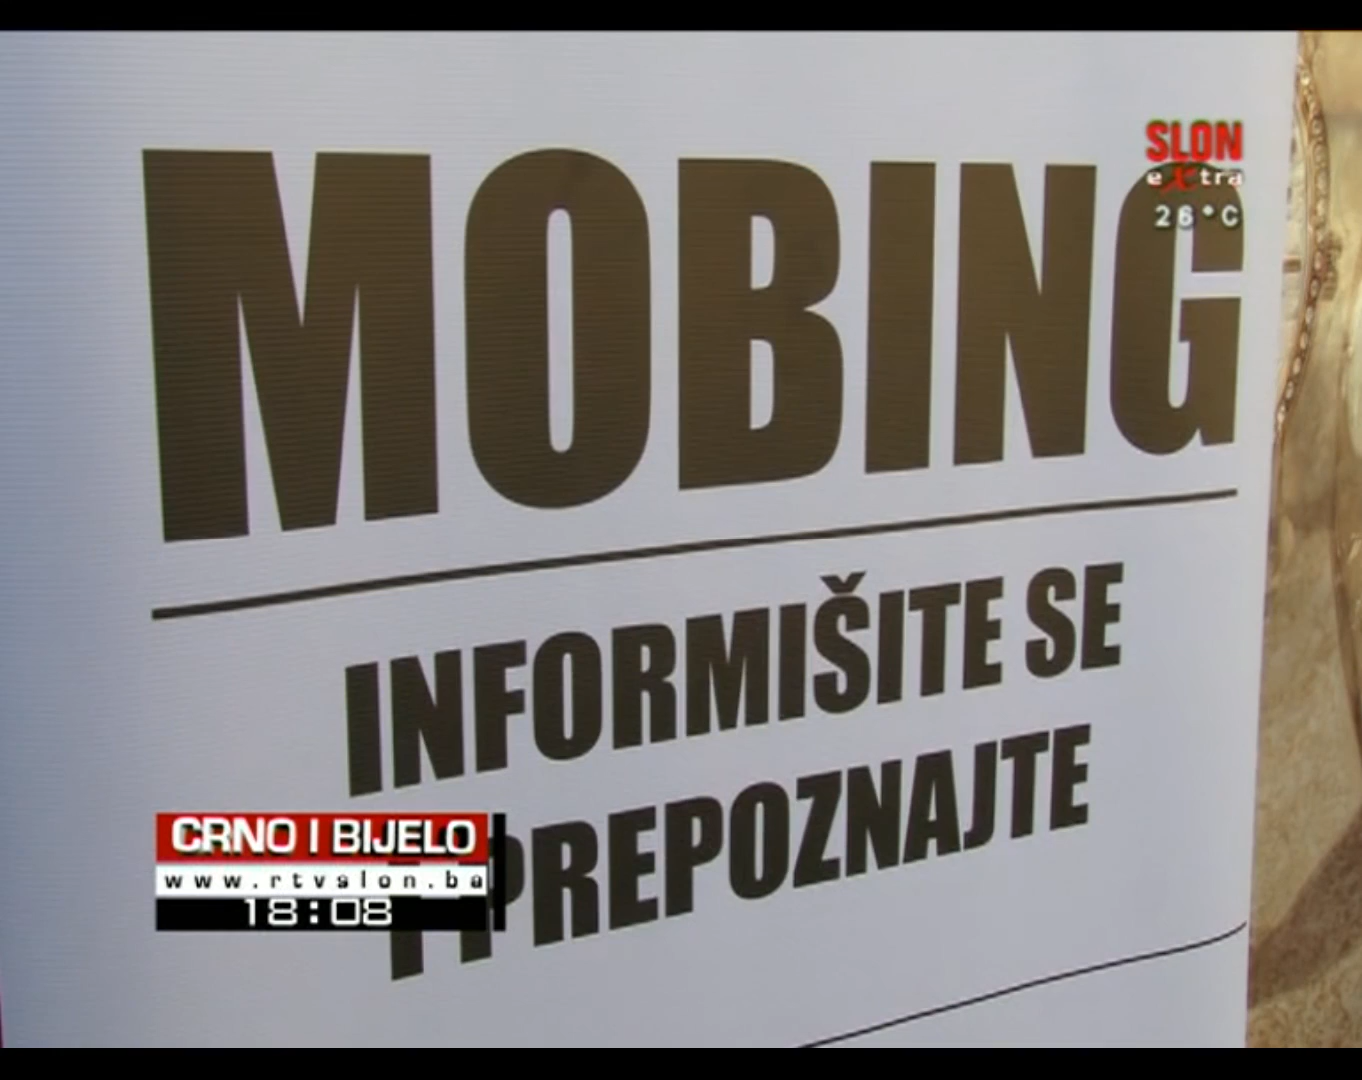 SLON
extra
26°C
MOBING
INFORMIŠITE SE
I PREPOZNAJTE
CRNO I BIJELO
www.rtvslon.ba
18:08